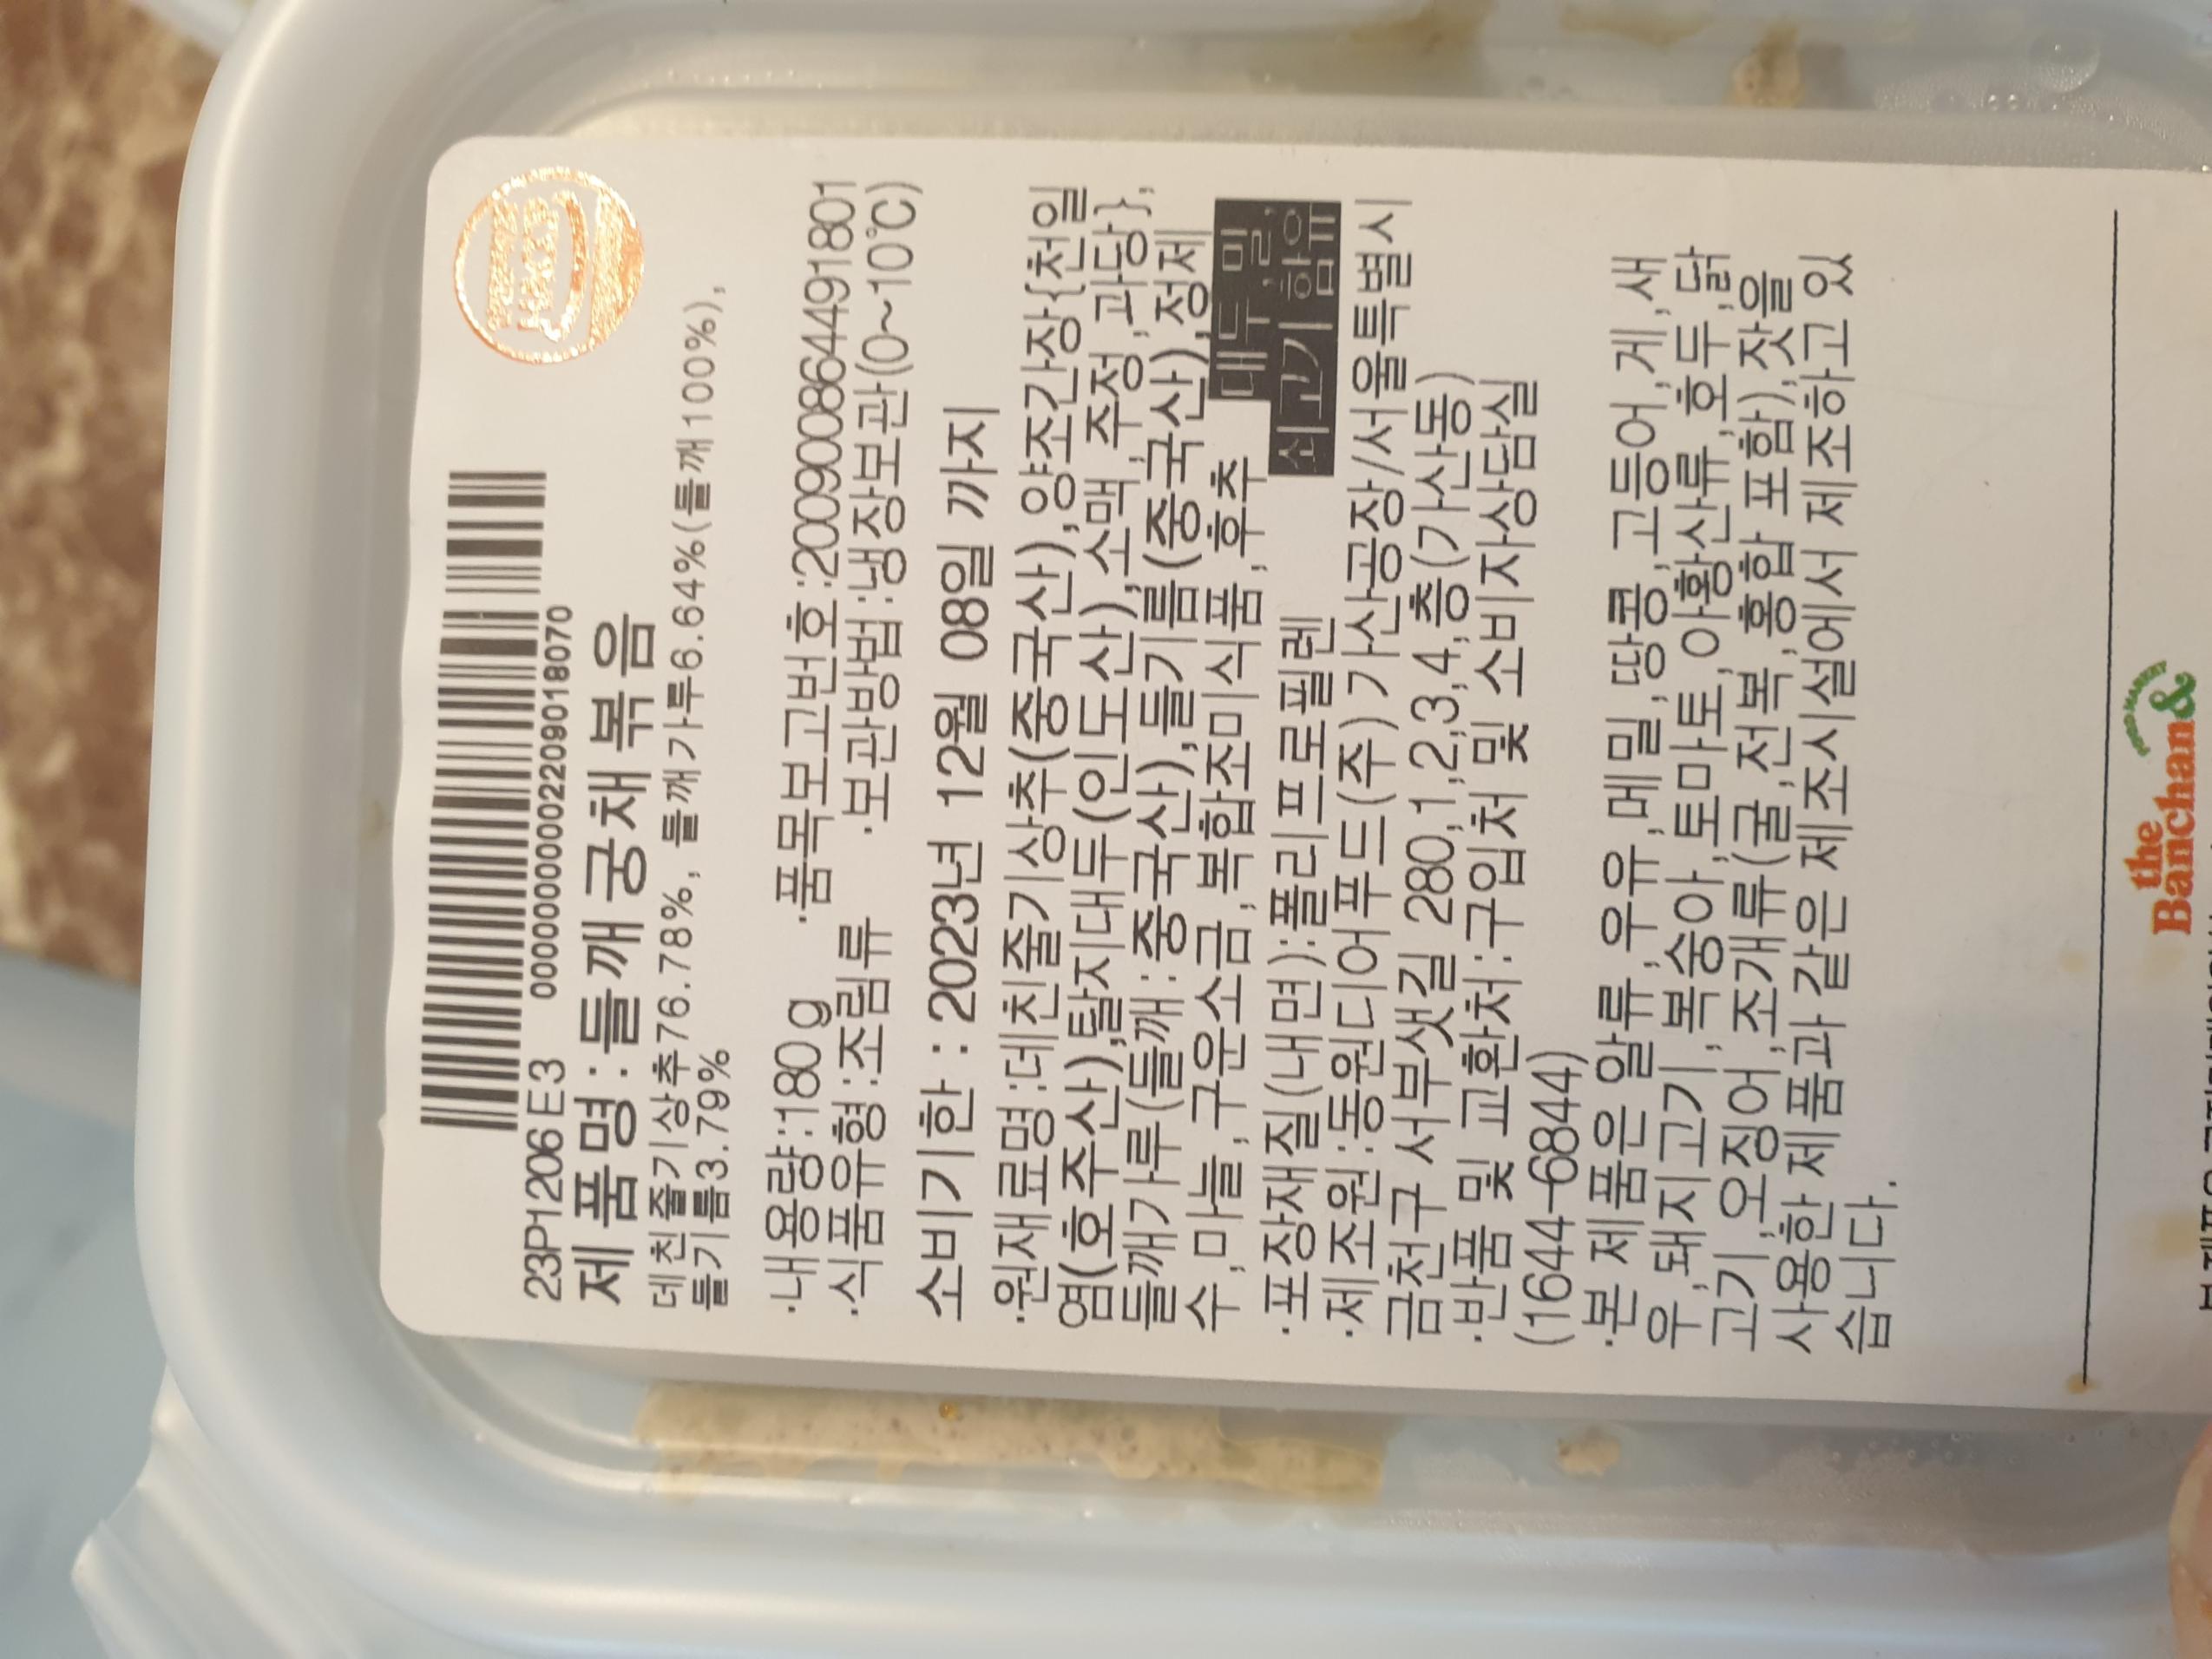 23P1206E3 0000000002209018070
제품명:들깨궁채볶음
데친줄기상추76.78%, 들깨가루6.64%(들깨100%),
들기름3.79%
·내용량:180g ·품목보고번호:20090086449180​1
·식품유형:조림류 ·보관방법:냉장보관(0~10℃)
소비기한 : 2023년 12월 08일 까지
·원재료명:데친줄기상추(중국산),양조간장{천일
염(호주산),탈지대두(인도산),소맥,주정,과당},
들깨가루(들깨:중국산),들기름(중국산),정제
수,마늘,구운소금,복합조미식품,후추
대두,밀,
쇠고기 함유
·포장재질(내면):폴리프로필렌
·제조원:동원디어푸드(주)가산공장/서울특별시
금천구 서부샛길 280,1,2,3,4,층(가산동)
·반품 및 교환처:구입처 및 소비자상담실
(1644-6844)
·본 제품은 알류,우유,메밀,땅콩,고등어,게,새
우,돼지고기,복숭아,토마토,아황산류,호두,닭
고기,오징어,조개류(굴,전복,홍합 포함),잣을
사용한 제품과 같은 제조시설에서 제조하고 있
습니다.
the
Banchan&